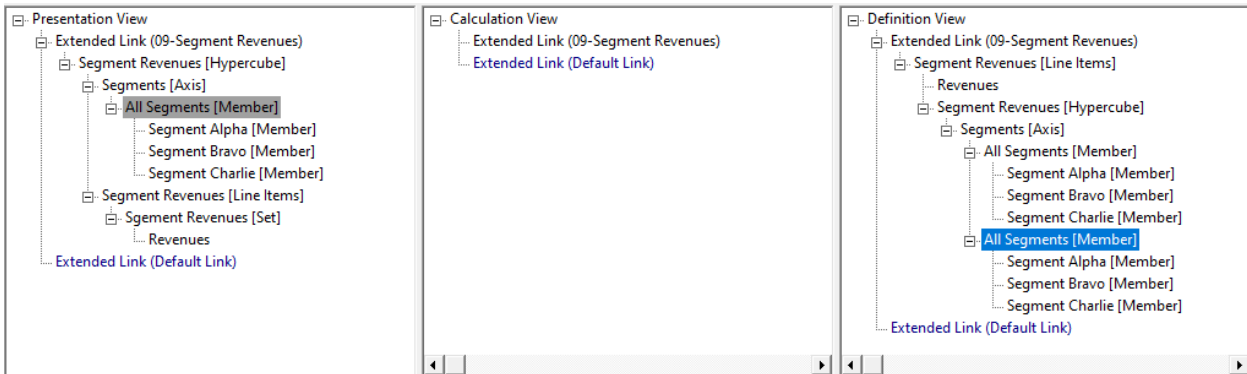 Presentation View
Extended Link (09-Segment Revenues)
Segment Revenues [Hypercube]
Segments [Axis]
All Segments [Member]
Segment Alpha [Member]
Segment Bravo [Member]
Segment Charlie [Member]
Segment Revenues [Line Items]
Sgement Revenues [Set]
Revenues
Extended Link (Default Link)
Calculation View
Extended Link (09-Segment Revenues)
Extended Link (Default Link)
Definition View
Extended Link (09-Segment Revenues)
Segment Revenues [Line Items]
Revenues
Segment Revenues [Hypercube]
Segments [Axis]
All Segments [Member]
Segment Alpha [Member]
Segment Bravo [Member]
Segment Charlie [Member]
All Segments [Member]
Segment Alpha [Member]
Segment Bravo [Member]
Segment Charlie [Member]
Extended Link (Default Link)